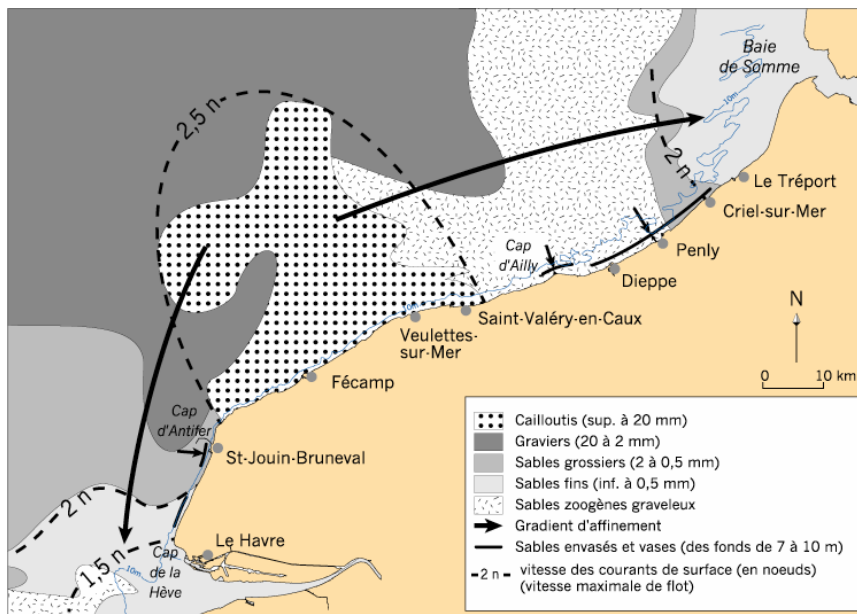 Baie
de Somme
2,5 n
10m
2 n
Le Tréport
Criel-sur-Mer
Penly
Cap
d'Ailly
Dieppe
10m
Saint-Valéry-en-Caux
Veulettes-
sur-Mer
Fécamp
N
0 10 km
Cap
d'Antifer
St-Jouin-Bruneval
2 n
1,5 n
Le Havre
Cap
de la
Hève
10m
Cailloutis (sup. à 20 mm)
Graviers (20 à 2 mm)
Sables grossiers (2 à 0,5 mm)
Sables fins (inf. à 0,5 mm)
Sables zoogènes graveleux
Gradient d'affinement
Sables envasés et vases (des fonds de 7 à 10 m)
2 n vitesse des courants de surface (en noeuds)
(vitesse maximale de flot)